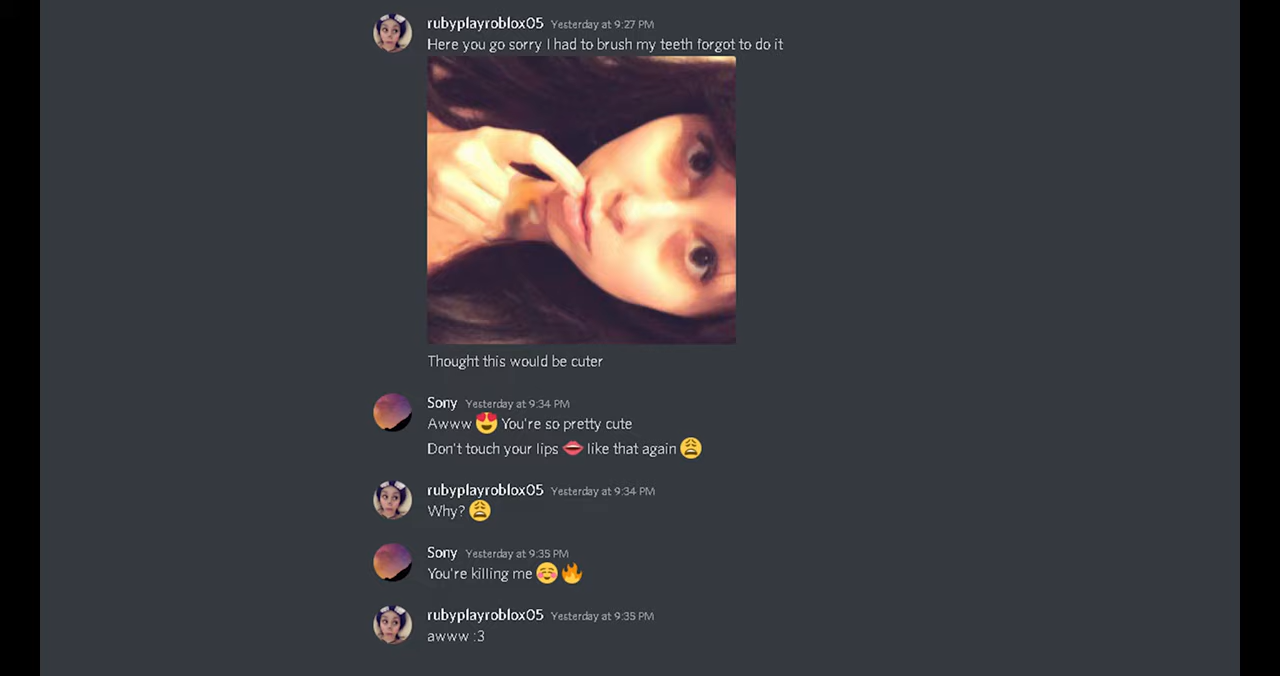 rubyplayroblox05 Yesterday at 9:27 PM
Here you go sorry I had to brush my teeth forgot to do it
Thought this would be cuter
Sony Yesterday at 9:34 PM
Awww 😍 You're so pretty cute
Don't touch your lips 👄 like that again 😩
rubyplayroblox05 Yesterday at 9:34 PM
Why? 😩
Sony Yesterday at 9:35 PM
You're killing me ☺️🔥
rubyplayroblox05 Yesterday at 9:35 PM
awww :3